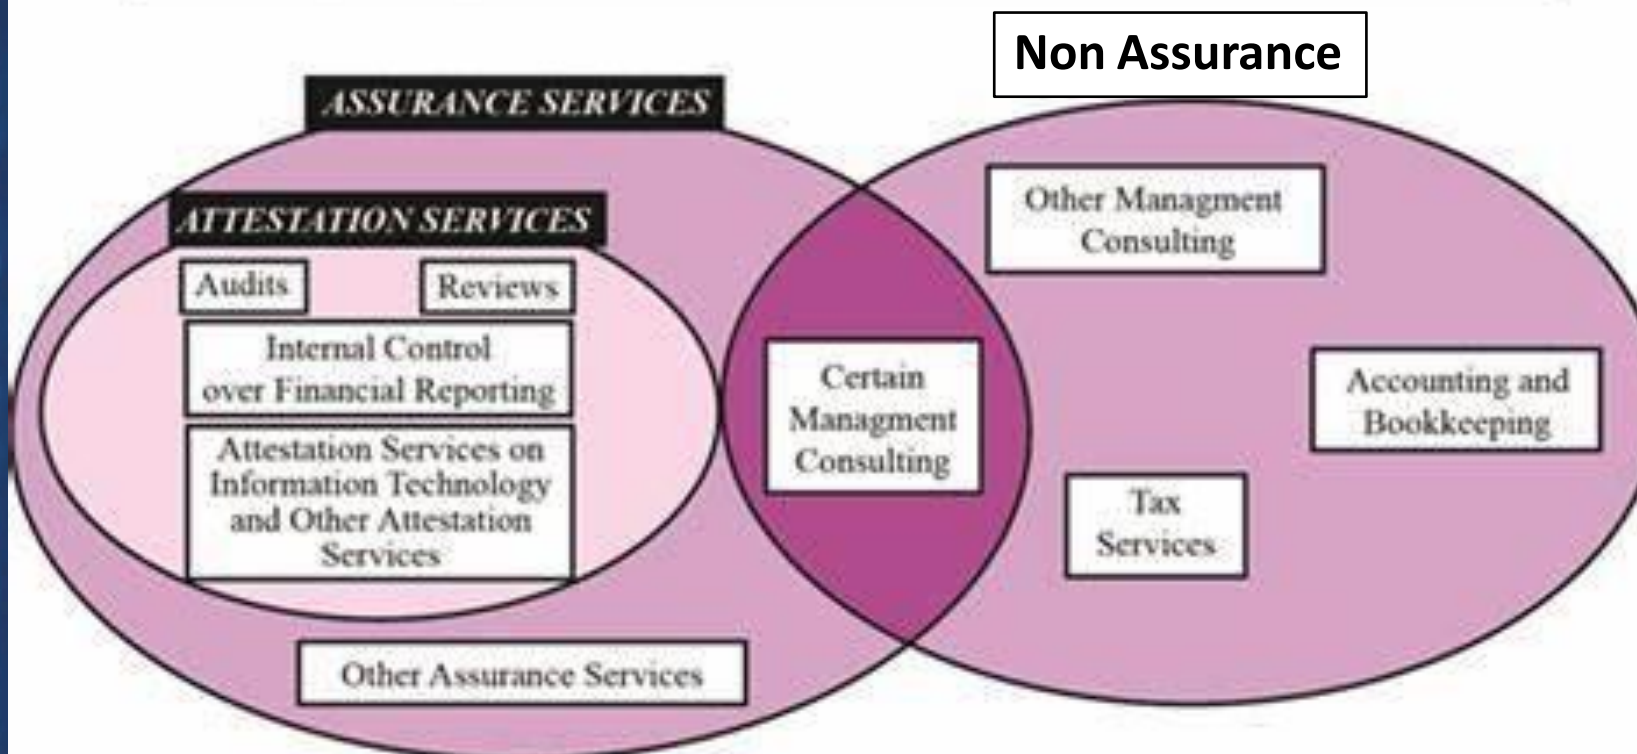 Non Assurance
ASSURANCE SERVICES
ATTESTATION SERVICES
Audits
Reviews
Internal Control
over Financial Reporting
Attestation Services on
Information Technology
and Other Attestation
Services
Other Assurance Services
Certain
Managment
Consulting
Other Managment
Consulting
Accounting and
Bookkeeping
Tax
Services